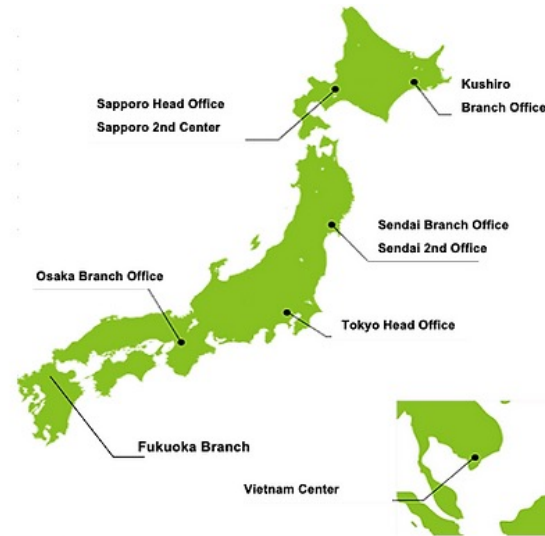 Kushiro
Branch Office
Sapporo Head Office
Sapporo 2nd Center
Sendai Branch Office
Sendai 2nd Office
Osaka Branch Office
Tokyo Head Office
Fukuoka Branch
Vietnam Center